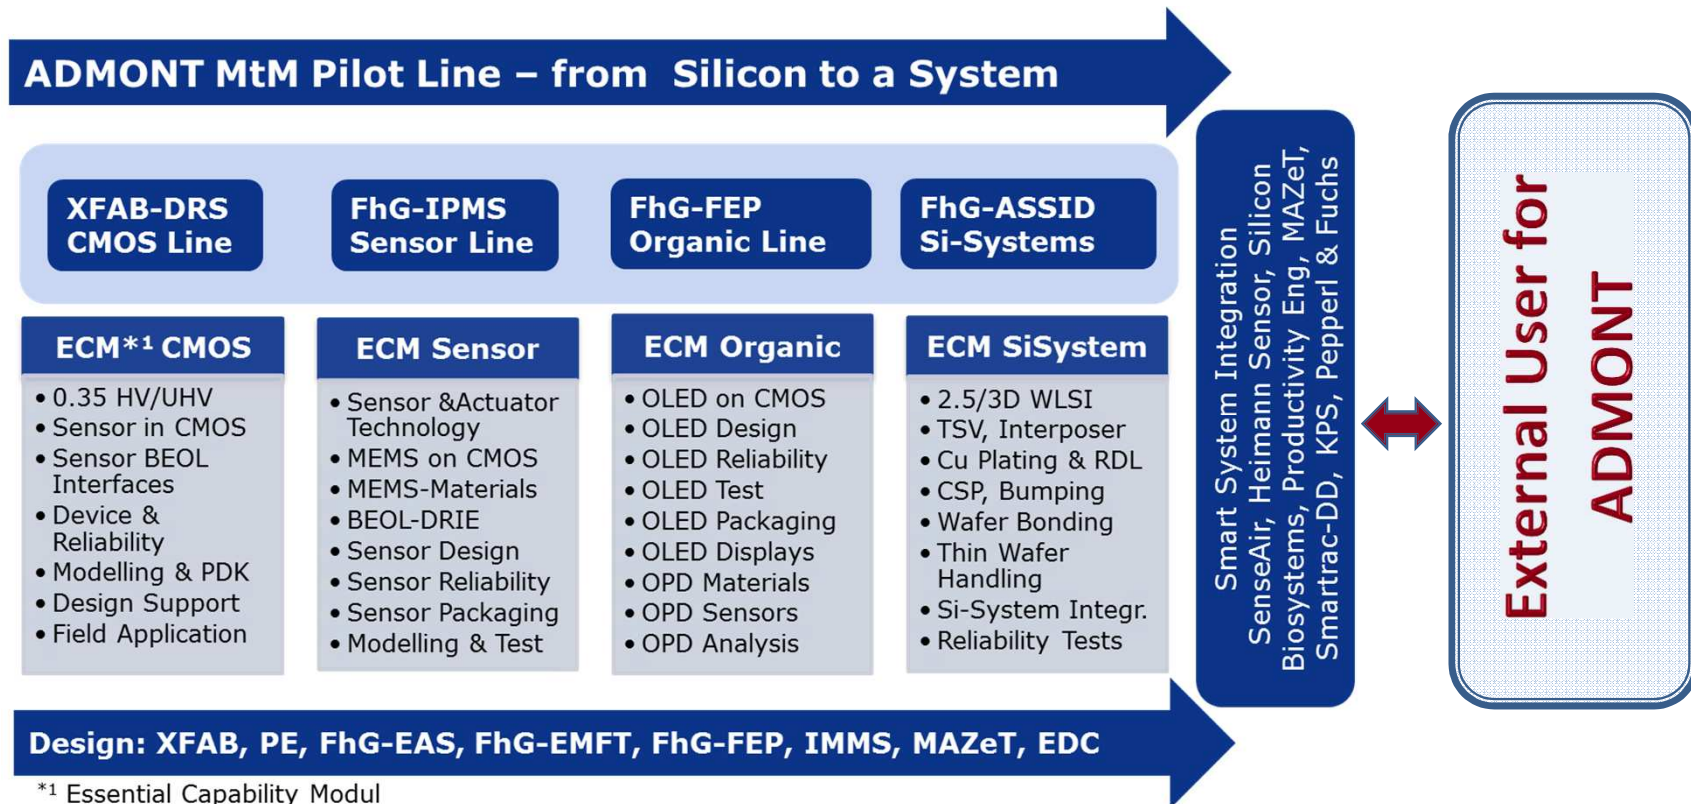 ADMONT MtM Pilot Line – from Silicon to a System
XFAB-DRS
CMOS Line
FhG-IPMS
Sensor Line
FhG-FEP
Organic Line
FhG-ASSID
Si-Systems
ECM*1 CMOS
• 0.35 HV/UHV
• Sensor in CMOS
• Sensor BEOL
Interfaces
• Device &
Reliability
• Modelling & PDK
• Design Support
• Field Application
ECM Sensor
• Sensor &Actuator
Technology
• MEMS on CMOS
• MEMS-Materials
• BEOL-DRIE
• Sensor Design
• Sensor Reliability
• Sensor Packaging
• Modelling & Test
ECM Organic
• OLED on CMOS
• OLED Design
• OLED Reliability
• OLED Test
• OLED Packaging
• OLED Displays
• OPD Materials
• OPD Sensors
• OPD Analysis
ECM SiSystem
• 2.5/3D WLSI
• TSV, Interposer
• Cu Plating & RDL
• CSP, Bumping
• Wafer Bonding
• Thin Wafer
Handling
• Si-System Integr.
• Reliability Tests
Smart System Integration
SenseAir, Heimann Sensor, Silicon
Biosystems, Productivity Eng, MAZeT,
Smartrac-DD, KPS, Pepperl & Fuchs
External User for
ADMONT
Design: XFAB, PE, FhG-EAS, FhG-EMFT, FhG-FEP, IMMS, MAZeT, EDC
*1 Essential Capability Modul